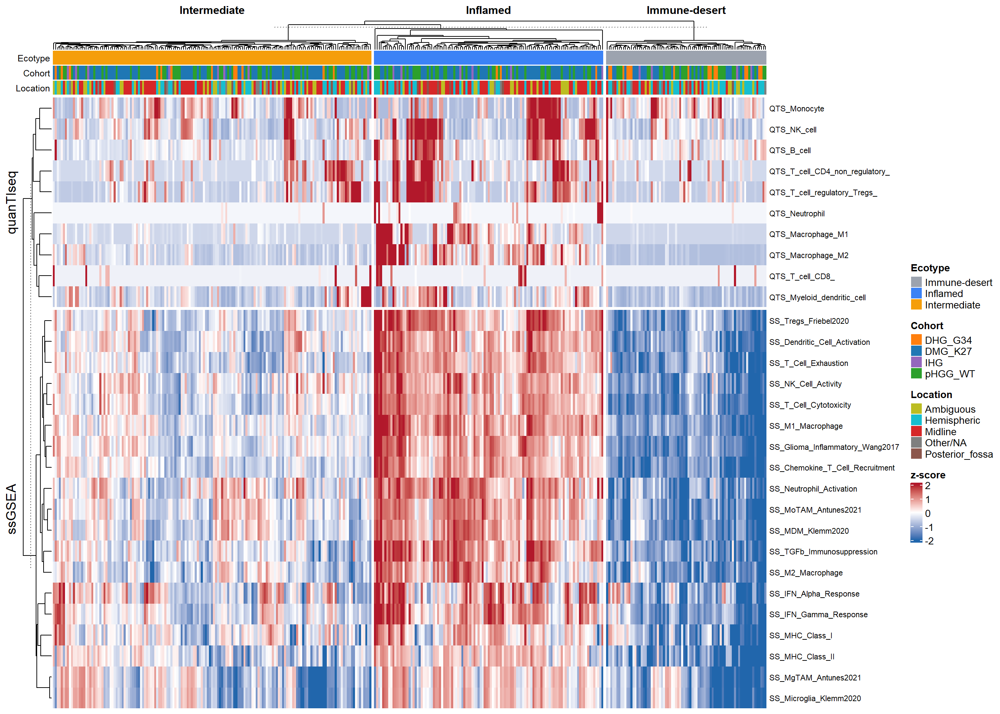 Intermediate
Inflamed
Immune-desert
Ecotype
Cohort
Location
quanTIseq
QTS_Monocyte
QTS_NK_cell
QTS_B_cell
QTS_T_cell_CD4_non_regulatory_
QTS_T_cell_regulatory_Tregs_
QTS_Neutrophil
QTS_Macrophage_M1
QTS_Macrophage_M2
QTS_T_cell_CD8_
QTS_Myeloid_dendritic_cell
ssGSEA
SS_Tregs_Friebel2020
SS_Dendritic_Cell_Activation
SS_T_Cell_Exhaustion
SS_NK_Cell_Activity
SS_T_Cell_Cytotoxicity
SS_M1_Macrophage
SS_Glioma_Inflammatory_Wang2017
SS_Chemokine_T_Cell_Recruitment
SS_Neutrophil_Activation
SS_MoTAM_Antunes2021
SS_MDM_Klemm2020
SS_TGFb_Immunosuppression
SS_M2_Macrophage
SS_IFN_Alpha_Response
SS_IFN_Gamma_Response
SS_MHC_Class_I
SS_MHC_Class_II
SS_MgTAM_Antunes2021
SS_Microglia_Klemm2020
Ecotype
Immune-desert
Inflamed
Intermediate
Cohort
DHG_G34
DMG_K27
IHG
pHGG_WT
Location
Ambiguous
Hemispheric
Midline
Other/NA
Posterior_fossa
z-score
2
1
0
-1
-2